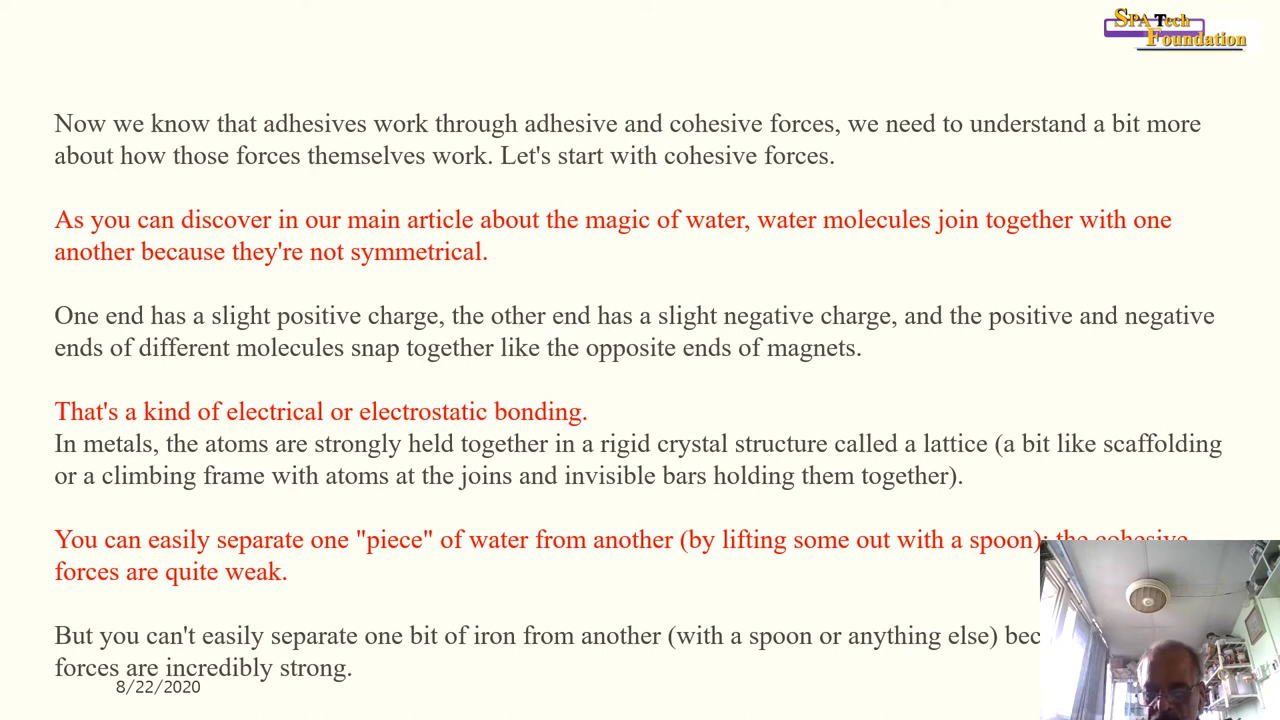 SPA Tech
Foundation
Now we know that adhesives work through adhesive and cohesive forces, we need to understand a bit more
about how those forces themselves work. Let's start with cohesive forces.
As you can discover in our main article about the magic of water, water molecules join together with one
another because they're not symmetrical.
One end has a slight positive charge, the other end has a slight negative charge, and the positive and negative
ends of different molecules snap together like the opposite ends of magnets.
That's a kind of electrical or electrostatic bonding.
In metals, the atoms are strongly held together in a rigid crystal structure called a lattice (a bit like scaffolding
or a climbing frame with atoms at the joins and invisible bars holding them together).
You can easily separate one "piece" of water from another (by lifting some out with a spoon); the cohesive
forces are quite weak.
But you can't easily separate one bit of iron from another (with a spoon or anything else)
forces are incredibly strong.
8/22/2020